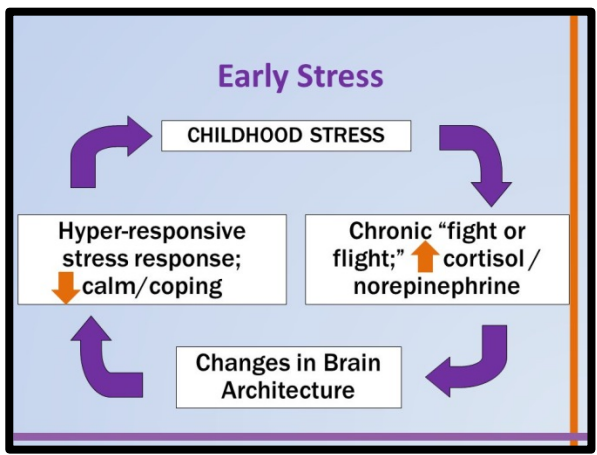 Early Stress
CHILDHOOD STRESS
Hyper-responsive
stress response;
calm/coping
Chronic “fight or
flight;” cortisol /
norepinephrine
Changes in Brain
Architecture